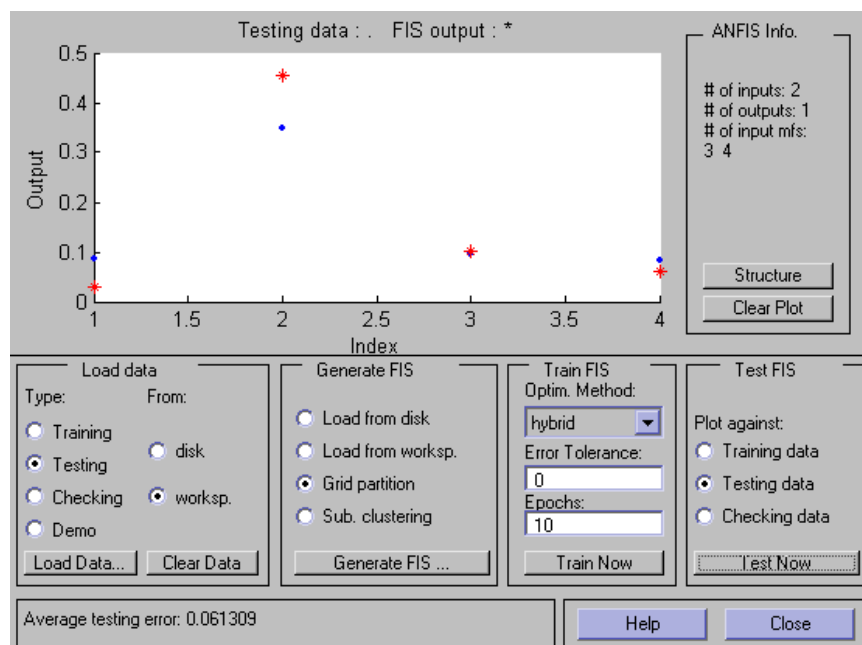 Testing data : .   FIS output : *
0.5
0.4
0.3
0.2
0.1
0
Output
1 1.5 2 2.5 3 3.5 4
Index
ANFIS Info.
# of inputs: 2
# of outputs: 1
# of input mfs:
3  4
Structure
Clear Plot
Load data
Type: From:
Training
Testing
Checking
Demo
disk
worksp.
Load Data...
Clear Data
Generate FIS
Load from disk
Load from worksp.
Grid partition
Sub. clustering
Generate FIS ...
Train FIS
Optim. Method:
hybrid
Error Tolerance:
0
Epochs:
10
Train Now
Test FIS
Plot against:
Training data
Testing data
Checking data
Test Now
Average testing error: 0.061309
Help
Close